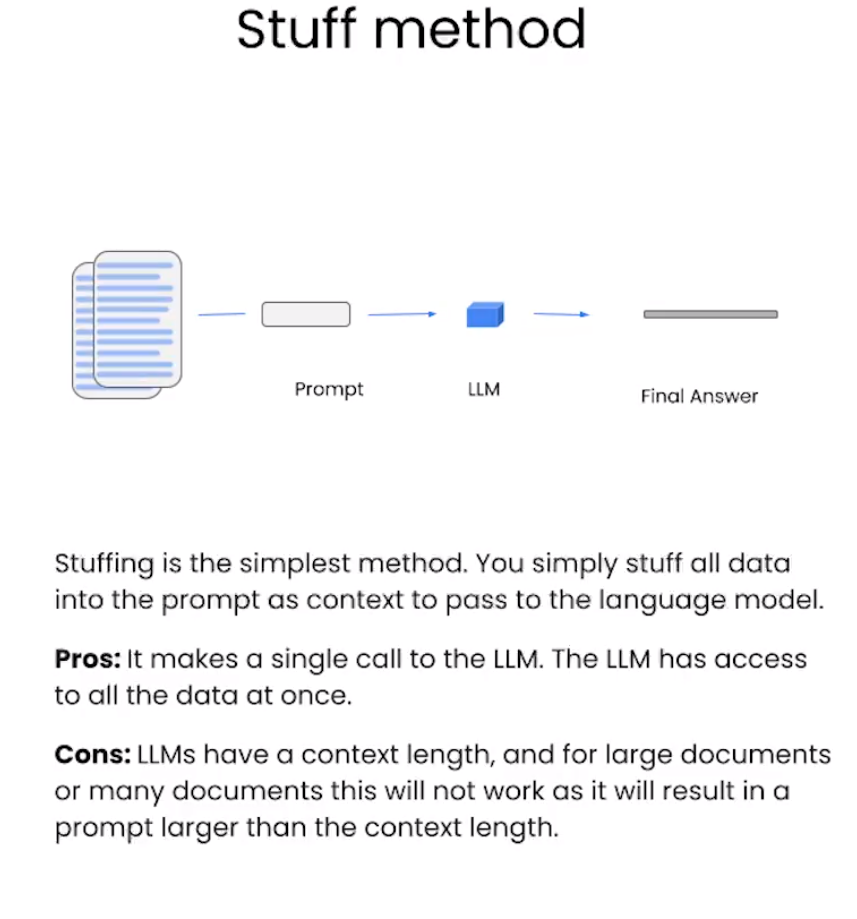 Stuff method
Prompt
LLM
Final Answer
Stuffing is the simplest method. You simply stuff all data
into the prompt as context to pass to the language model.
Pros: It makes a single call to the LLM. The LLM has access
to all the data at once.
Cons: LLMs have a context length, and for large documents
or many documents this will not work as it will result in a
prompt larger than the context length.